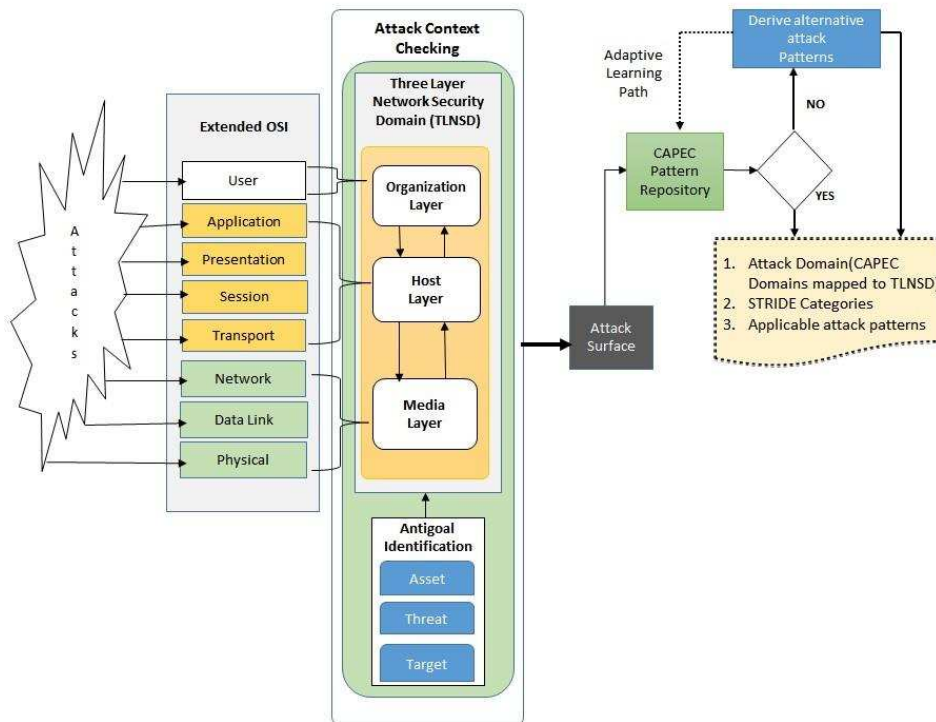 Attacks
Extended OSI
User
Application
Presentation
Session
Transport
Network
Data Link
Physical
Attack Context
Checking
Three Layer
Network Security
Domain (TLNSD)
Organization
Layer
Host
Layer
Media
Layer
Antigoal
Identification
Asset
Threat
Target
Attack
Surface
Adaptive
Learning
Path
CAPEC
Pattern
Repository
Derive alternative
attack
Patterns
NO
YES
1. Attack Domain(CAPEC
Domains mapped to TLNSD)
2. STRIDE Categories
3. Applicable attack patterns